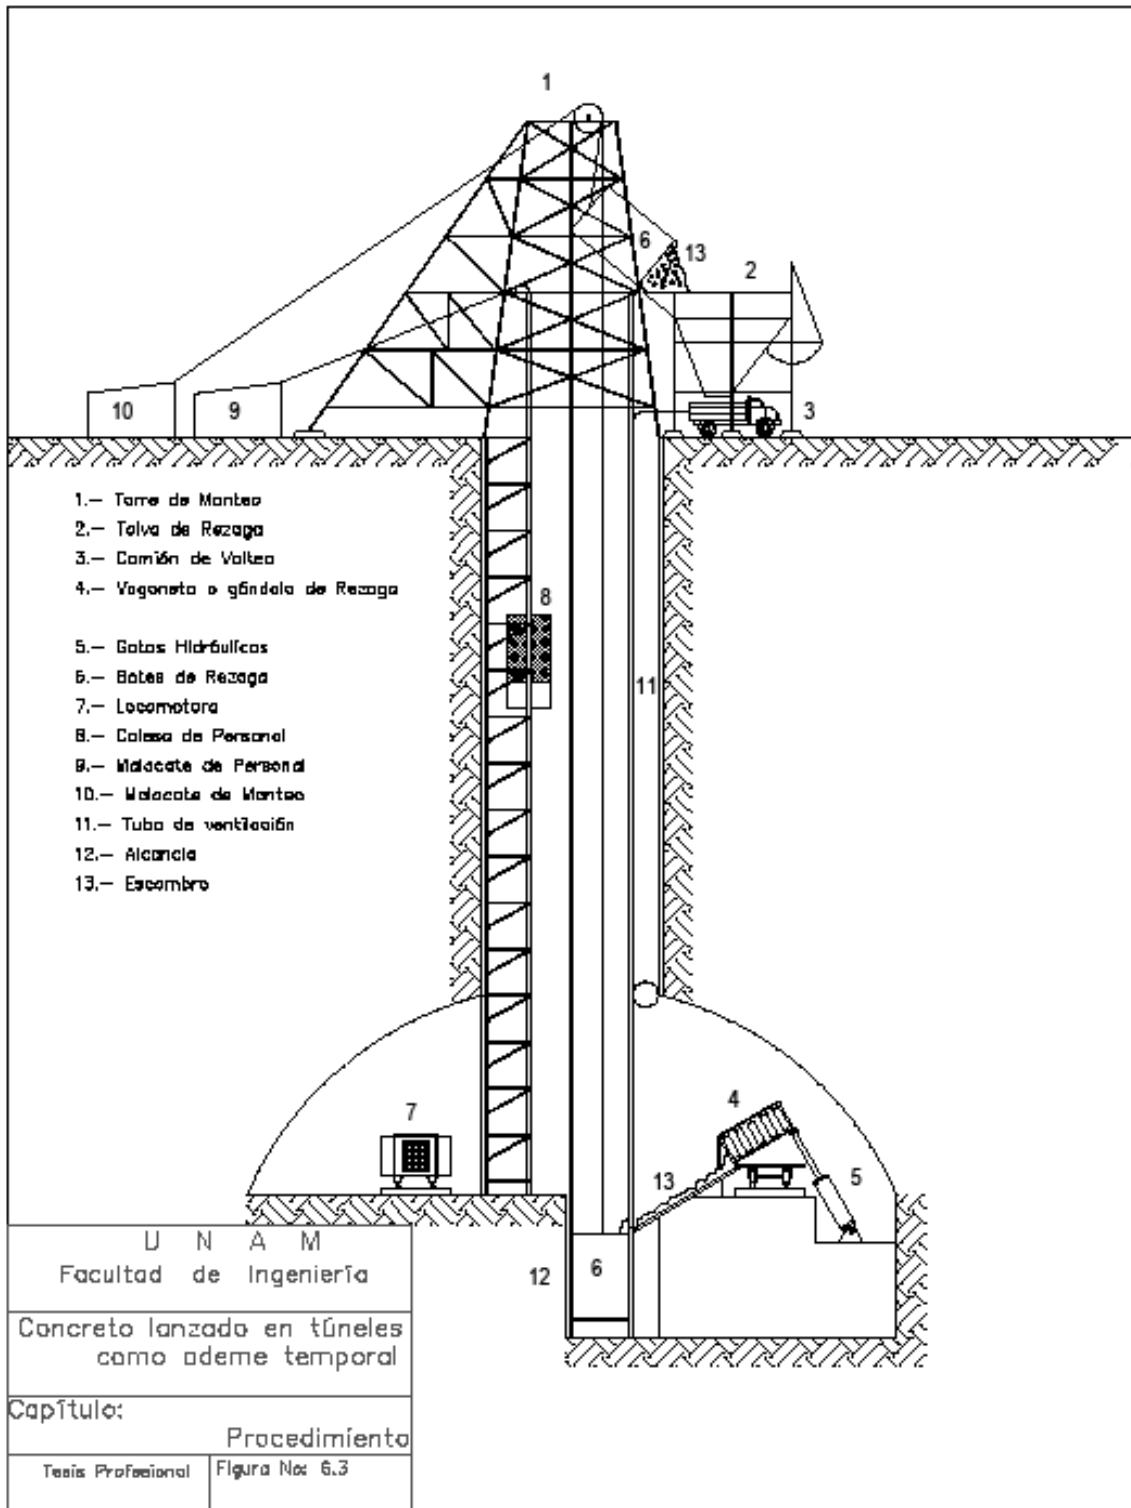 1
6
13
2
10
9
3
1.- Torre de Manteo
2.- Tolva de Rezaga
3.- Camión de Volteo
4.- Vagoneta o góndola de Rezaga
8
5.- Gatos Hidráulicos
6.- Botes de Rezaga
7.- Locomotora
11
8.- Calesa de Personal
9.- Malacate de Personal
10.- Malacate de Manteo
11.- Tubo de ventilación
12.- Alcancia
13.- Escombro
7
4
13
5
12
6
U N A M
Facultad de Ingeniería
Concreto lanzado en túneles
como ademe temporal
Capítulo:
Procedimiento
Tesis Profesional
Figura No: 6.3